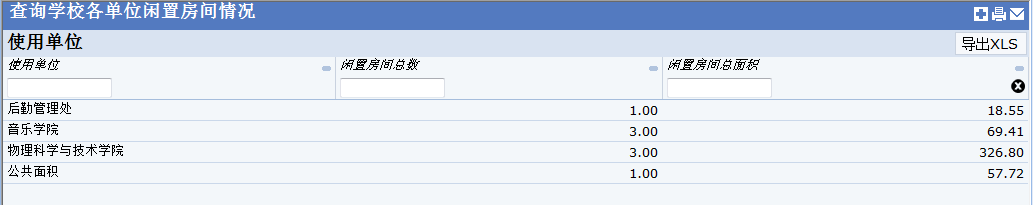 查询学校各单位闲置房间情况
使用单位
导出XLS
使用单位 闲置房间总数 闲置房间总面积
后勤管理处 1.00 18.55
音乐学院 3.00 69.41
物理科学与技术学院 3.00 326.80
公共面积 1.00 57.72